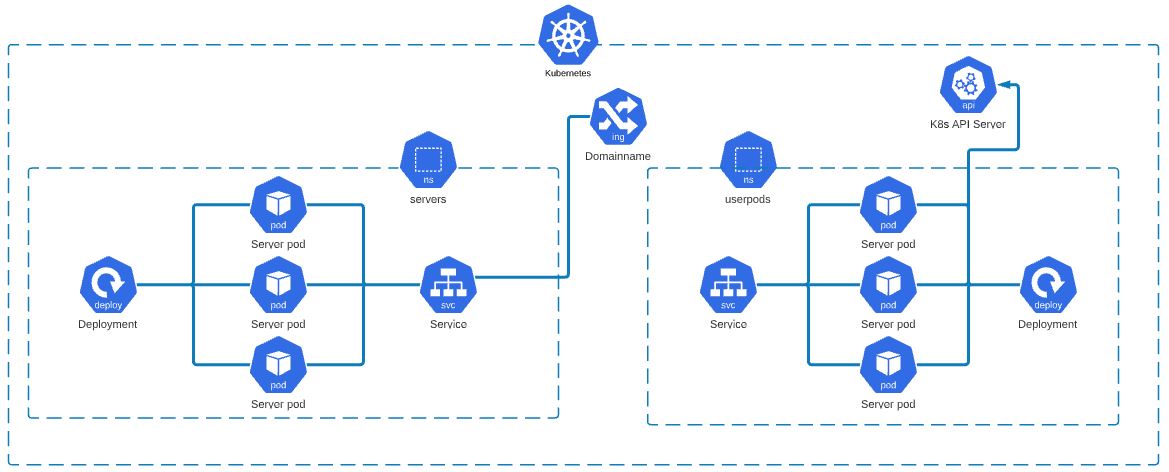 Kubernetes
ing
Domainname
api
K8s API Server
ns
servers
pod
Server pod
deploy
Deployment
pod
Server pod
svc
Service
pod
Server pod
ns
userpods
pod
Server pod
svc
Service
pod
Server pod
deploy
Deployment
pod
Server pod